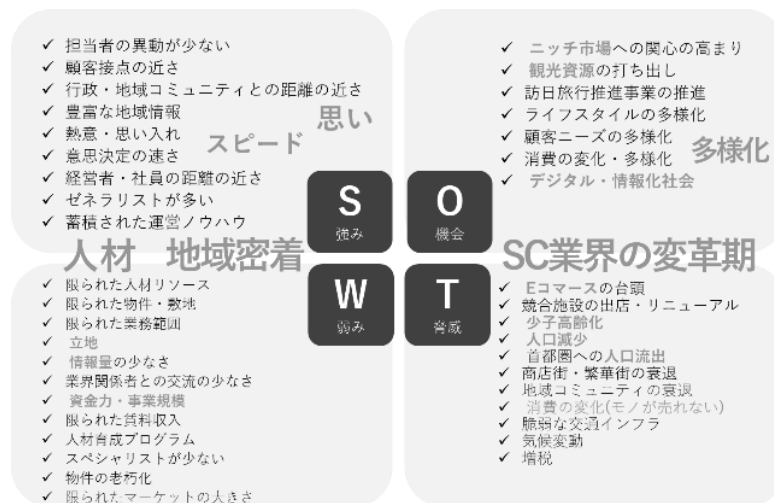 ✓ 担当者の異動が少ない
✓ 顧客接点の近さ
✓ 行政・地域コミュニティとの距離の近さ
✓ 豊富な地域情報
✓ 熱意・思い入れ
✓ 意思決定の速さ
✓ 経営者・社員の距離の近さ
✓ ゼネラリストが多い
✓ 蓄積された運営ノウハウ
思い
スピード
人材 地域密着
S
強み
✓ ニッチ市場への関心の高まり
✓ 観光資源の打ち出し
✓ 訪日旅行推進事業の推進
✓ ライフスタイルの多様化
✓ 顧客ニーズの多様化
✓ 消費の変化・多様化
✓ デジタル・情報化社会
多様化
O
機会
SC業界の変革期
✓ 限られた人材リソース
✓ 限られた物件・敷地
✓ 限られた業務範囲
✓ 立地
✓ 情報量の少なさ
✓ 業界関係者との交流の少なさ
✓ 資金力・事業規模
✓ 限られた賃料収入
✓ 人材育成プログラム
✓ スペシャリストが少ない
✓ 物件の老朽化
✓ 限られたマーケットの大きさ
W
弱み
T
脅威
✓ Eコマースの台頭
✓ 競合施設の出店・リニューアル
✓ 少子高齢化
✓ 人口減少
✓ 首都圏への人口流出
✓ 商店街・繁華街の衰退
✓ 地域コミュニティの衰退
✓ 消費の変化(モノが売れない)
✓ 脆弱な交通インフラ
✓ 気候変動
✓ 増税